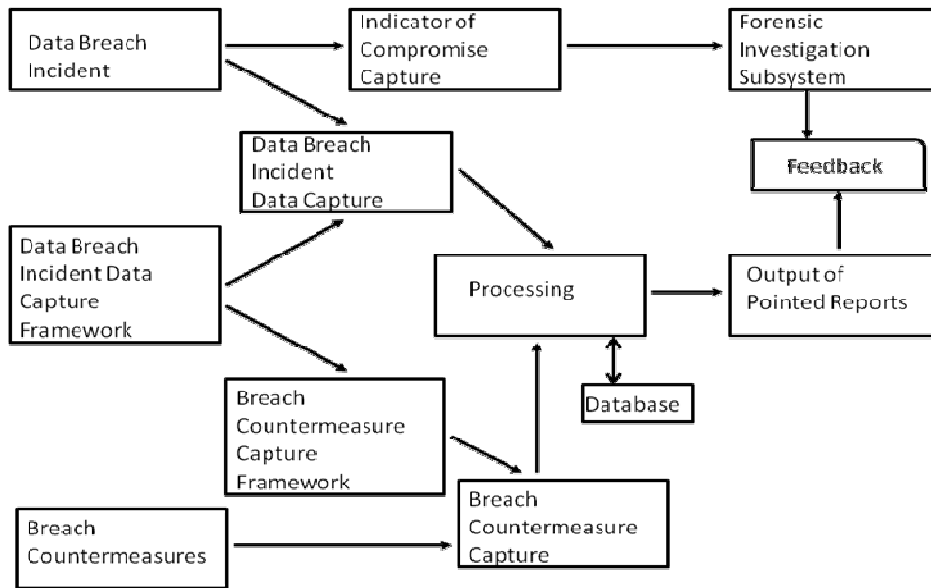 Data Breach
Incident
Indicator of
Compromise
Capture
Forensic
Investigation
Subsystem
Data Breach
Incident
Data Capture
Feedback
Data Breach
Incident Data
Capture
Framework
Processing
Output of
Pointed Reports
Database
Breach
Countermeasure
Capture
Framework
Breach
Countermeasures
Breach
Countermeasure
Capture